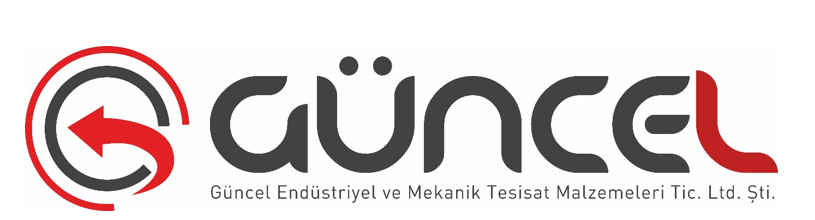 GÜNCEL
Güncel Endüstriyel ve Mekanik Tesisat Malzemeleri Tic. Ltd. Şti.